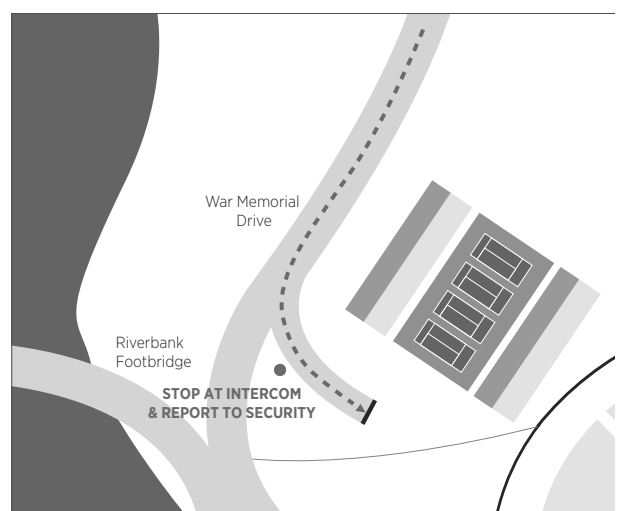 War Memorial
Drive
Riverbank
Footbridge
STOP AT INTERCOM
& REPORT TO SECURITY